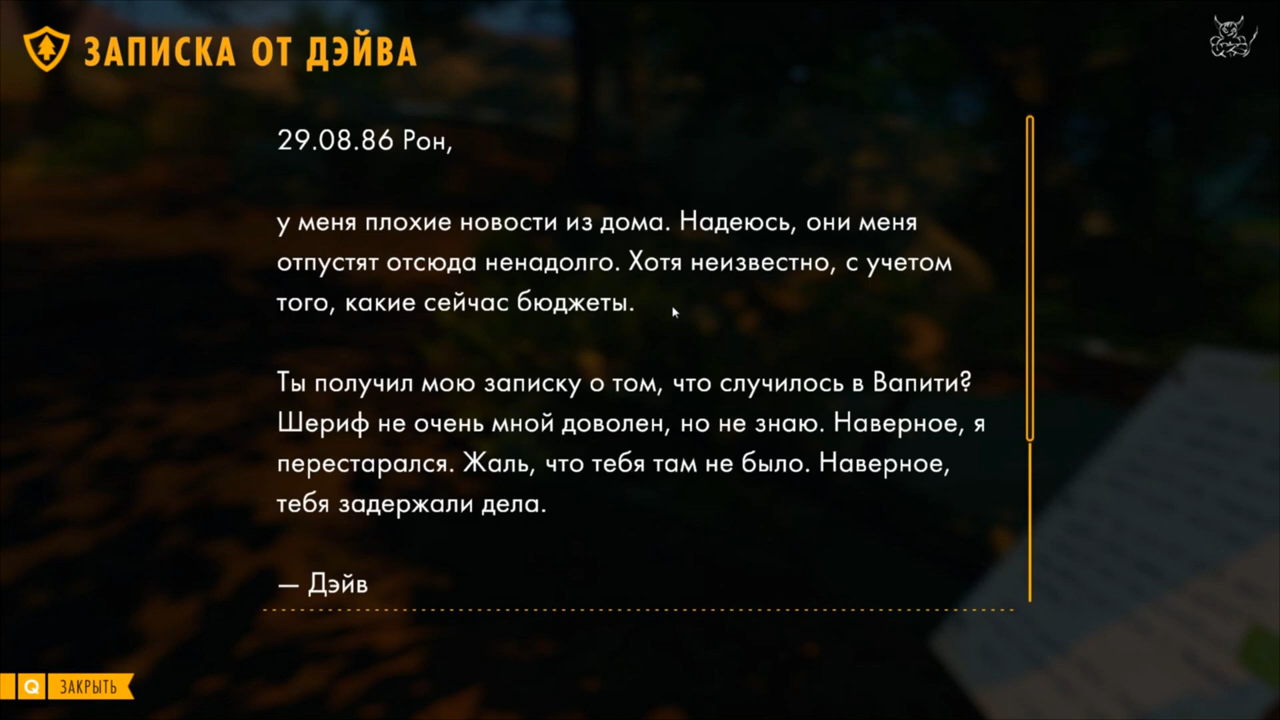 ЗАПИСКА ОТ ДЭЙВА
29.08.86 Рон,
у меня плохие новости из дома. Надеюсь, они меня
отпустят отсюда ненадолго. Хотя неизвестно, с учетом
того, какие сейчас бюджеты.
Ты получил мою записку о том, что случилось в Вапити?
Шериф не очень мной доволен, но не знаю. Наверное, я
перестарался. Жаль, что тебя там не было. Наверное,
тебя задержали дела.
— Дэйв
Q ЗАКРЫТЬ